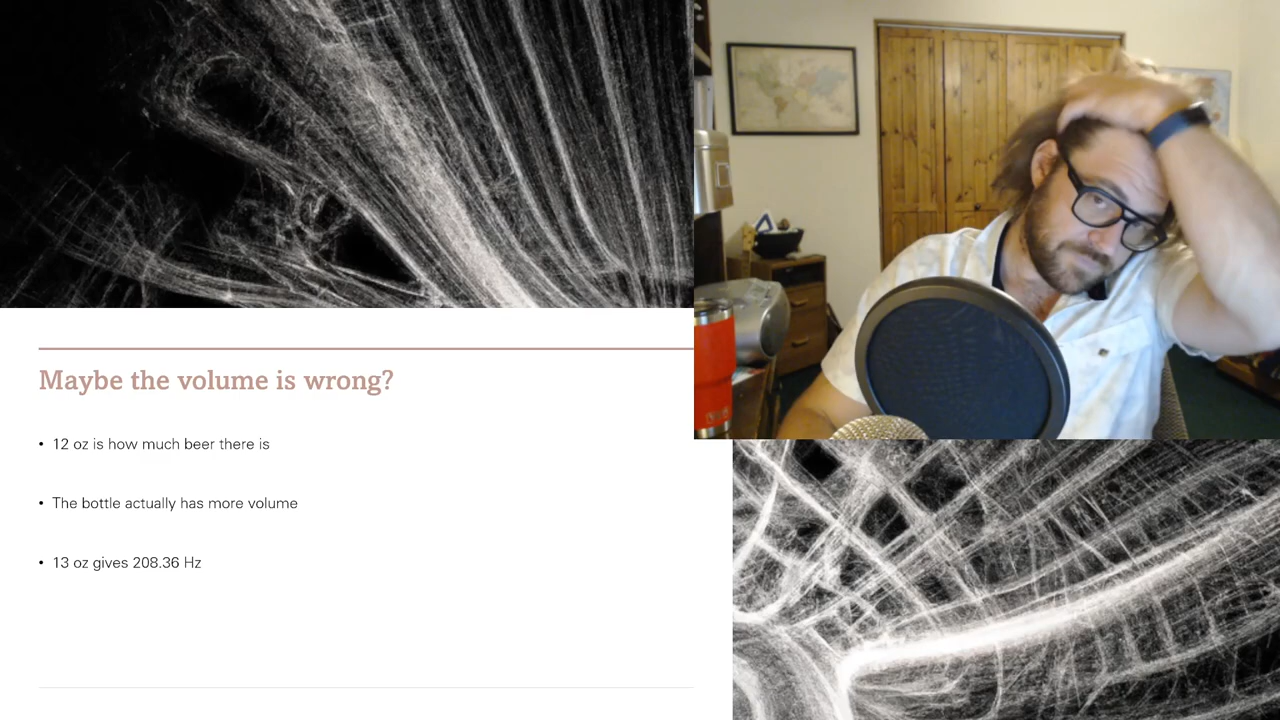 Maybe the volume is wrong?
• 12 oz is how much beer there is
• The bottle actually has more volume
• 13 oz gives 208.36 Hz